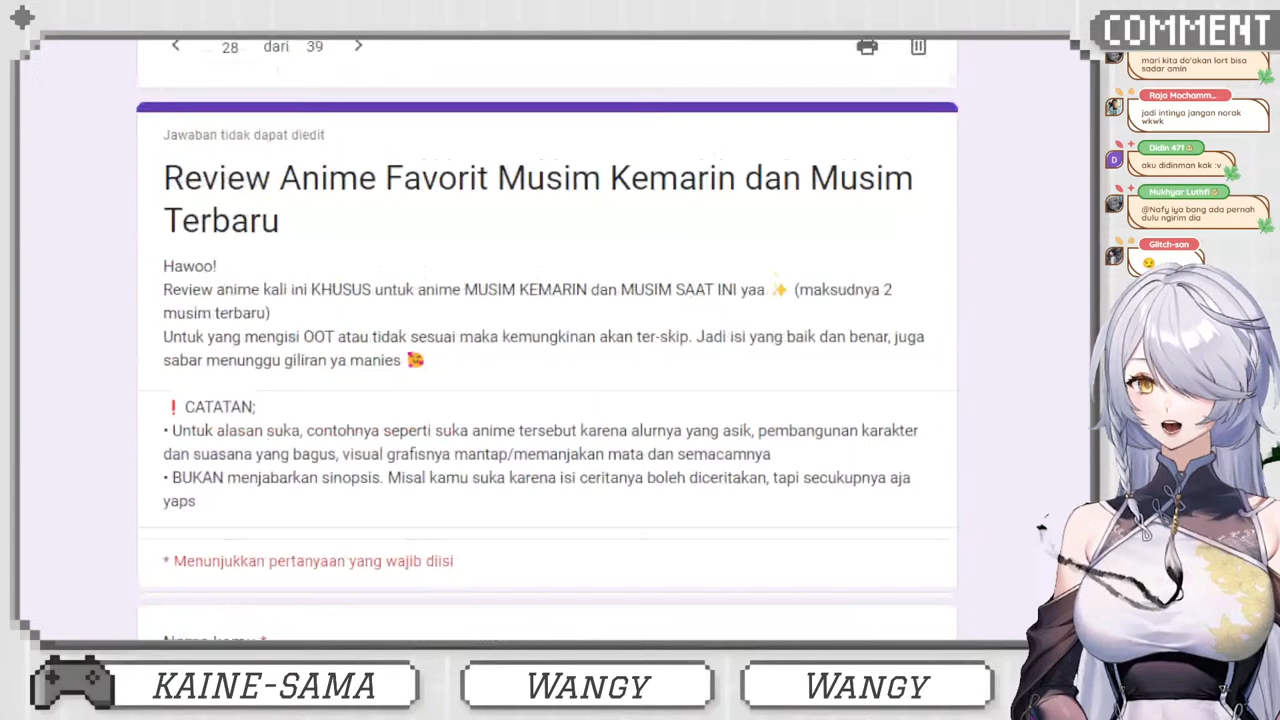 COMMENT
28 dari 39
Jawaban tidak dapat diedit
Review Anime Favorit Musim Kemarin dan Musim
Terbaru
Hawoo!
Review anime kali ini KHUSUS untuk anime MUSIM KEMARIN dan MUSIM SAAT INI yaa ✨ (maksudnya 2
musim terbaru)
Untuk yang mengisi OOT atau tidak sesuai maka kemungkinan akan ter-skip. Jadi isi yang baik dan benar, juga
sabar menunggu giliran ya manies 🥰
❗ CATATAN;
• Untuk alasan suka, contohnya seperti suka anime tersebut karena alurnya yang asik, pembangunan karakter
dan suasana yang bagus, visual grafisnya mantap/memanjakan mata dan semacamnya
• BUKAN menjabarkan sinopsis. Misal kamu suka karena isi ceritanya boleh diceritakan, tapi secukupnya aja
yaps
* Menunjukkan pertanyaan yang wajib diisi
mari kita do'akan lort bisa
sadar amin
Raja Mochamm...
jadi intinya jangan norak
wkwk
D
Didin 471
aku didinman kak :v
Mukhyar Luthfi
@Nafy iya bang ada pernah
dulu ngirim dia
Glitch-san
😏
KAINE-SAMA
WANGY
WANGY